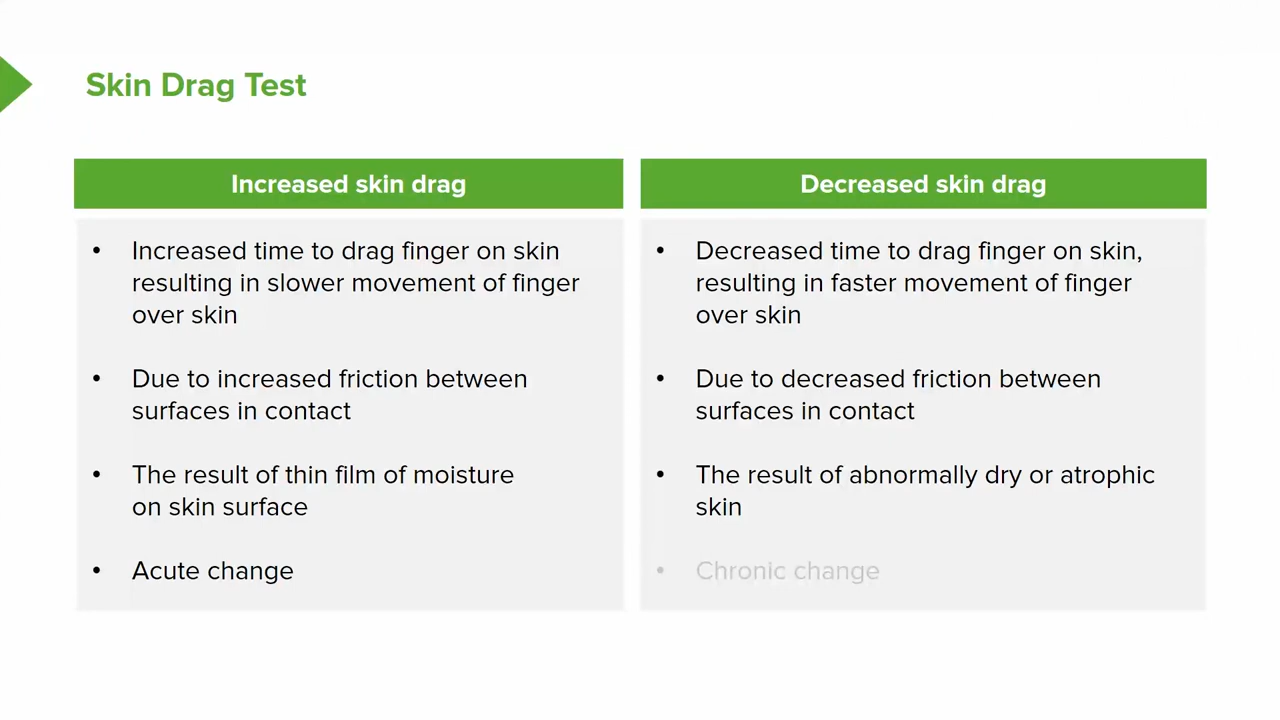 Skin Drag Test
Increased skin drag
• Increased time to drag finger on skin
resulting in slower movement of finger
over skin
• Due to increased friction between
surfaces in contact
• The result of thin film of moisture
on skin surface
• Acute change
Decreased skin drag
• Decreased time to drag finger on skin,
resulting in faster movement of finger
over skin
• Due to decreased friction between
surfaces in contact
• The result of abnormally dry or atrophic
skin
• Chronic change